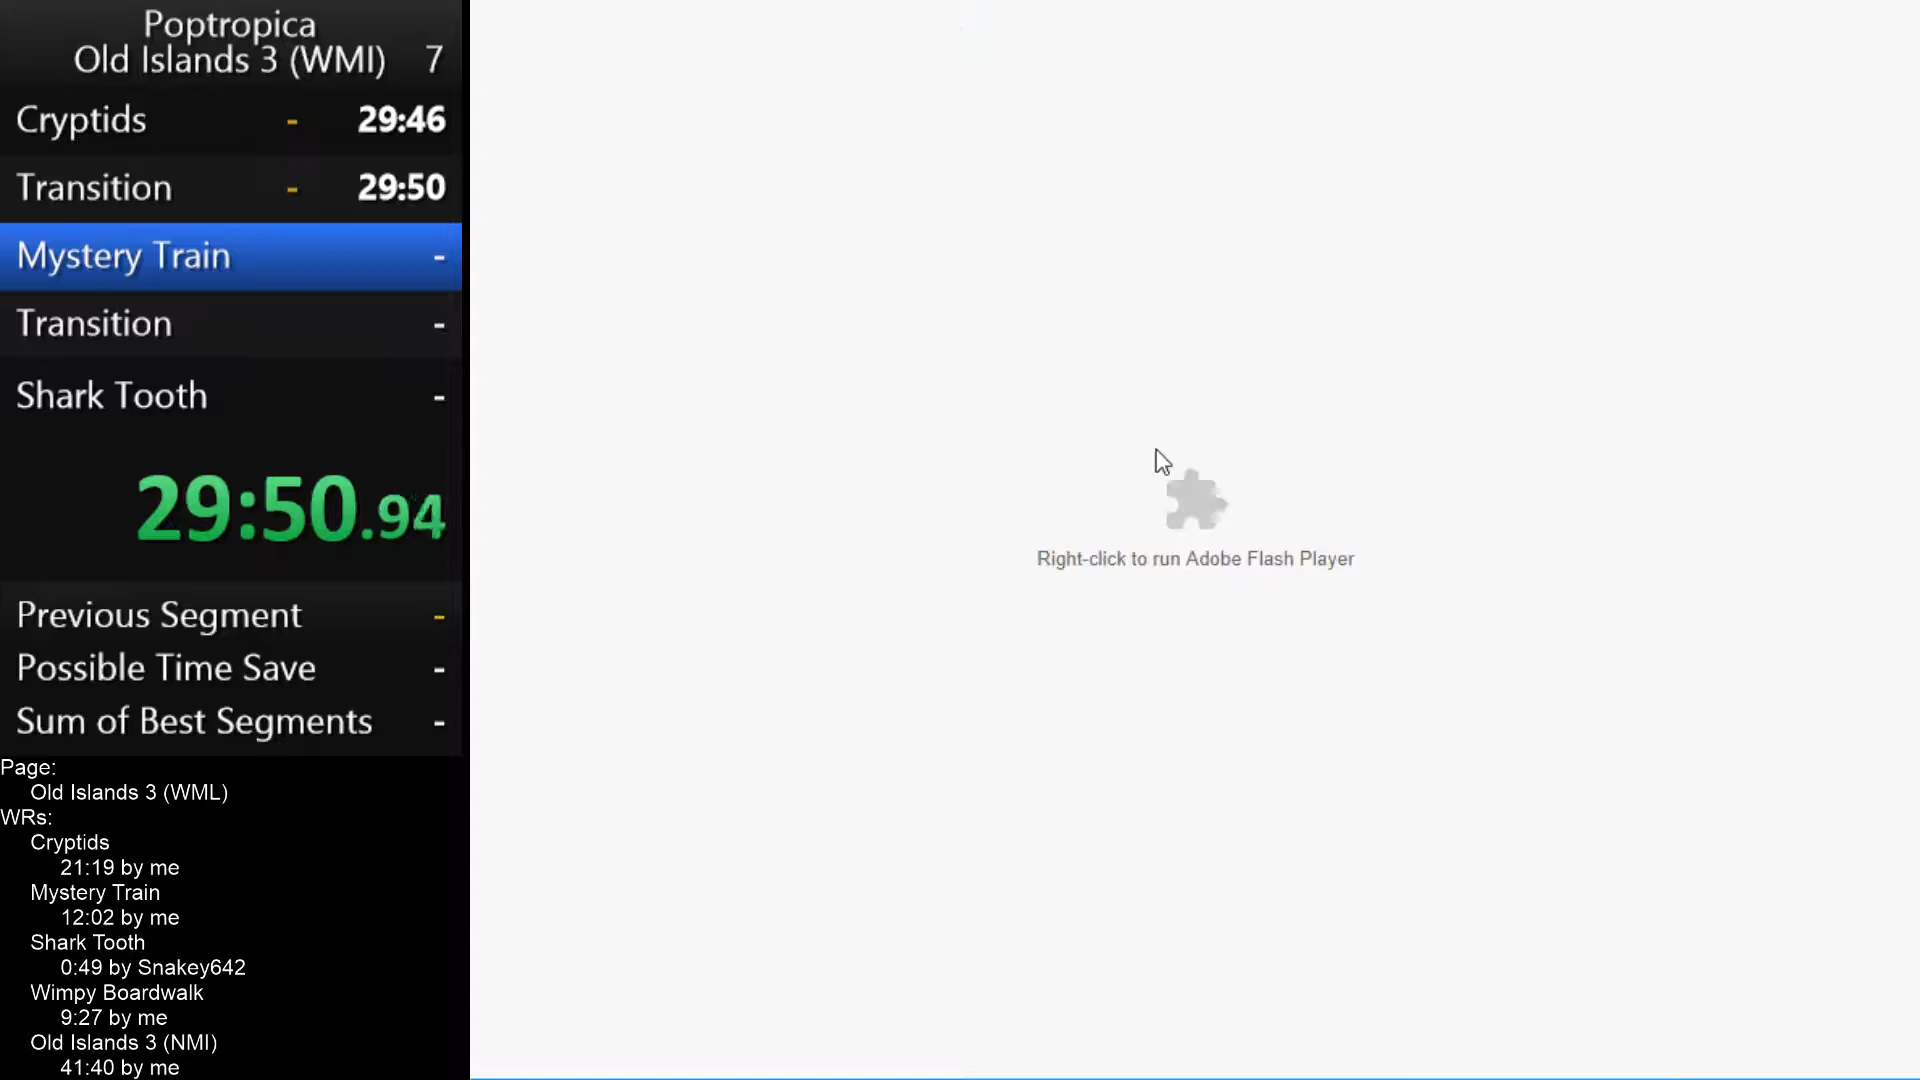 Poptropica
Old Islands 3 (WMI) 7
Cryptids - 29:46
Transition - 29:50
Mystery Train -
Transition -
Shark Tooth -
29:50.94
Previous Segment -
Possible Time Save -
Sum of Best Segments -
Page:
Old Islands 3 (WML)
WRs:
Cryptids
21:19 by me
Mystery Train
12:02 by me
Shark Tooth
0:49 by Snakey642
Wimpy Boardwalk
9:27 by me
Old Islands 3 (NMI)
41:40 by me
Right-click to run Adobe Flash Player